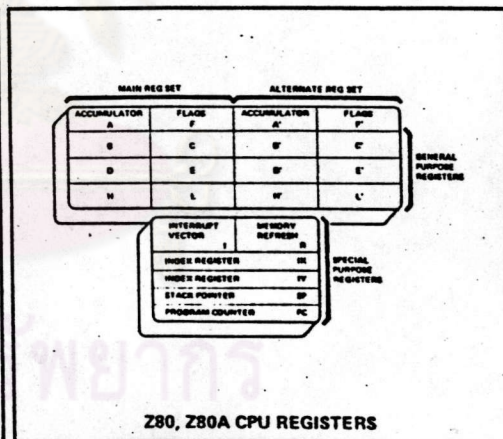 MAIN REG SET ALTERNATE REG SET
ACCUMULATOR FLAGS ACCUMULATOR FLAGS
A F A' F'
B C B' C'
D E D' E'
H L H' L'
GENERAL
PURPOSE
REGISTERS
INTERRUPT MEMORY
VECTOR REFRESH
I R
INDEX REGISTER IX
INDEX REGISTER IY
STACK POINTER SP
PROGRAM COUNTER PC
SPECIAL
PURPOSE
REGISTERS
Z80, Z80A CPU REGISTERS